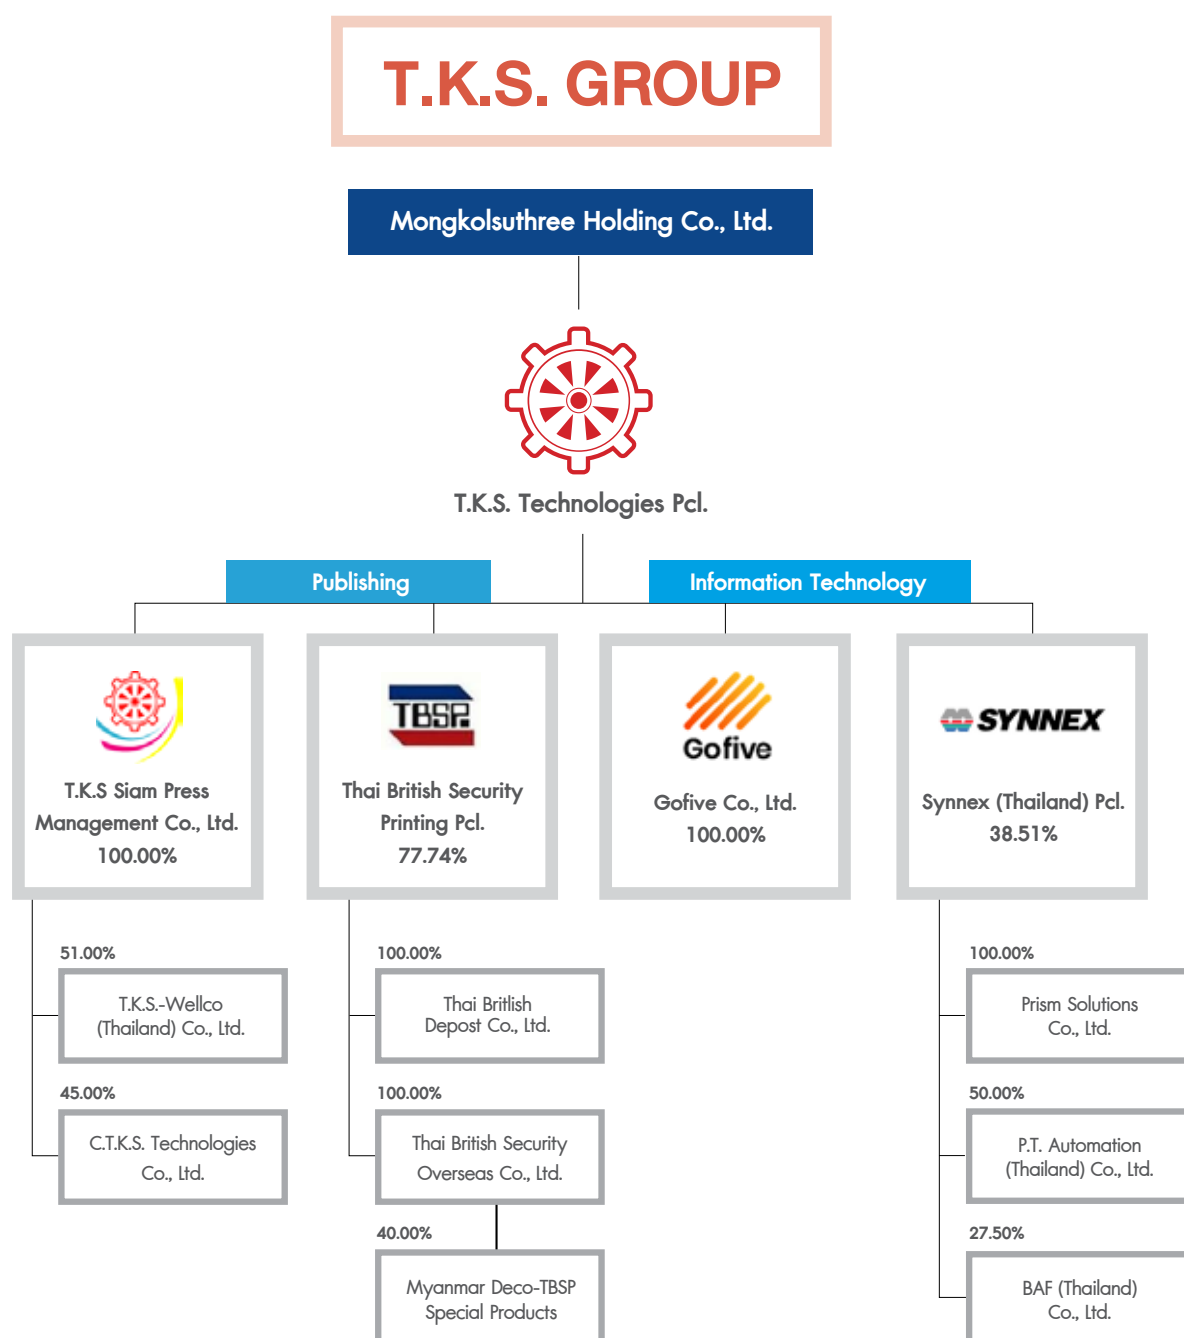 T.K.S. GROUP
Mongkolsuthree Holding Co., Ltd.
T.K.S. Technologies Pcl.
Publishing
Information Technology
T.K.S Siam Press
Management Co., Ltd.
100.00%
TBSP.
Thai British Security
Printing Pcl.
77.74%
Gofive
Gofive Co., Ltd.
100.00%
SYNNEX
Synnex (Thailand) Pcl.
38.51%
51.00%
T.K.S.-Wellco
(Thailand) Co., Ltd.
45.00%
C.T.K.S. Technologies
Co., Ltd.
100.00%
Thai Britlish
Depost Co., Ltd.
100.00%
Thai British Security
Overseas Co., Ltd.
40.00%
Myanmar Deco-TBSP
Special Products
100.00%
Prism Solutions
Co., Ltd.
50.00%
P.T. Automation
(Thailand) Co., Ltd.
27.50%
BAF (Thailand)
Co., Ltd.